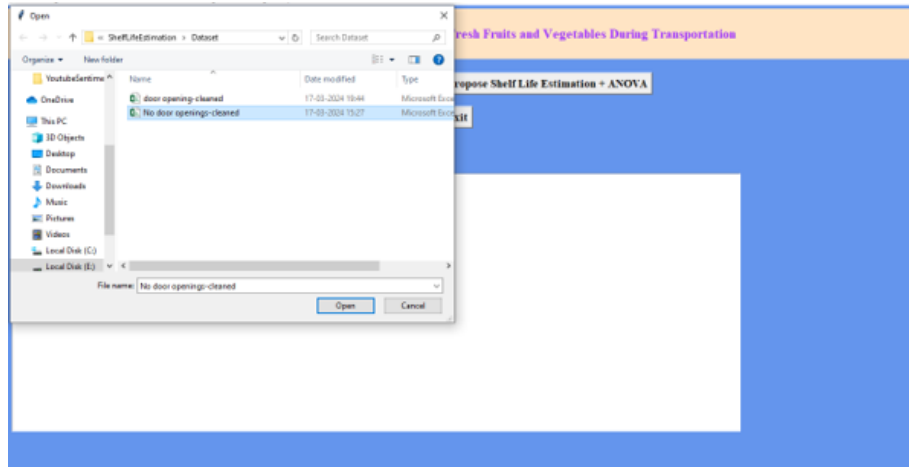 Open
« ShelfLifeEstimation › Dataset
Search Dataset
Organize
New folder
YoutubeSentime
OneDrive
This PC
3D Objects
Desktop
Documents
Downloads
Music
Pictures
Videos
Local Disk (C:)
Local Disk (E:)
Name
Date modified
Type
door opening-cleaned
17-03-2024 19:44
Microsoft Exce
No door openings-cleaned
17-03-2024 15:27
Microsoft Exce
File name:
No door openings-cleaned
Open
Cancel
resh Fruits and Vegetables During Transportation
ropose Shelf Life Estimation + ANOVA
xit